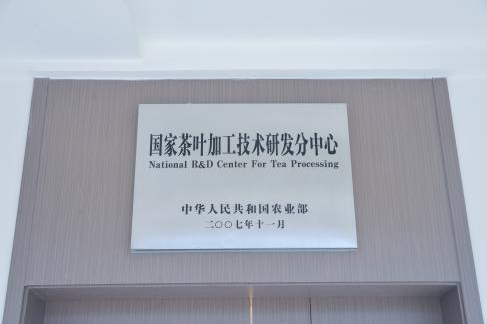 国家茶叶加工技术研发分中心
National R&D Center For Tea Processing
中华人民共和国农业部
二〇〇七年十一月